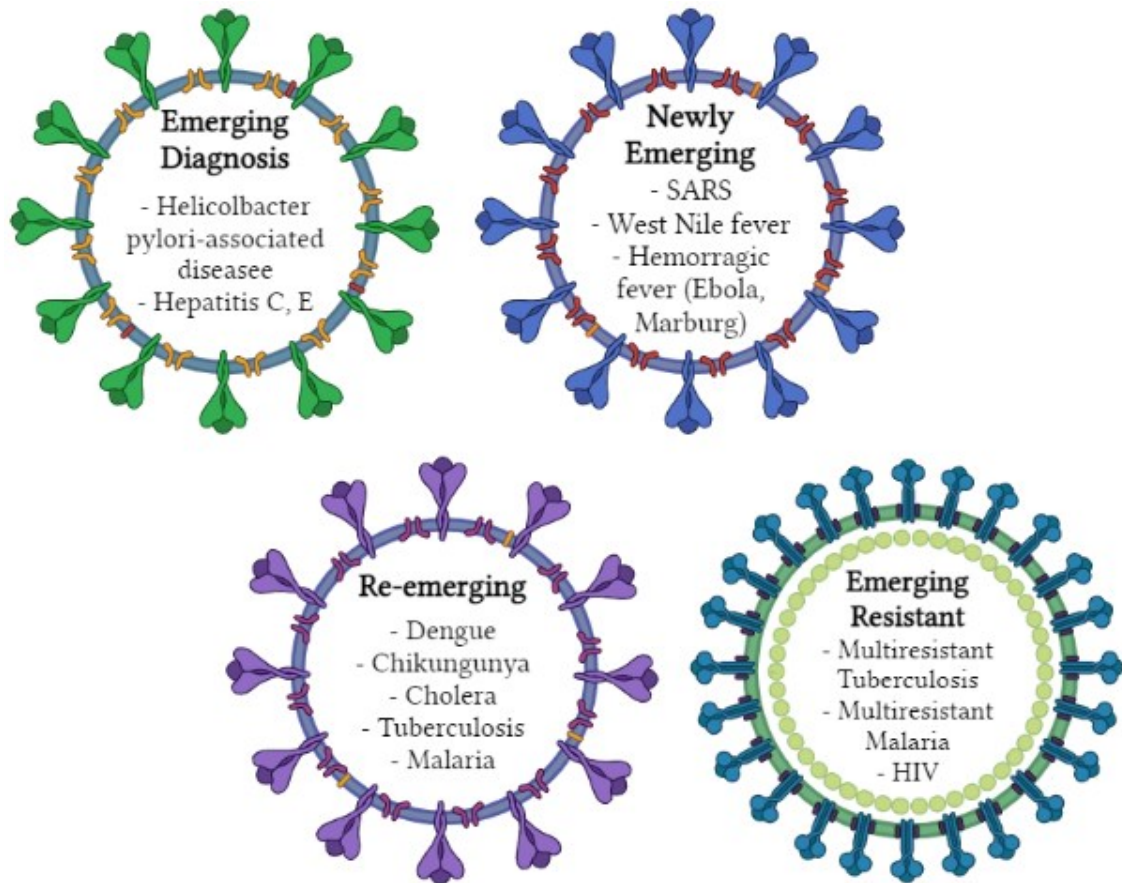 Emerging
Diagnosis
- Helicolbacter
pylori-associated
diseasee
- Hepatitis C, E
Newly
Emerging
- SARS
- West Nile fever
- Hemorragic
fever (Ebola,
Marburg)
Re-emerging
- Dengue
- Chikungunya
- Cholera
- Tuberculosis
- Malaria
Emerging
Resistant
- Multiresistant
Tuberculosis
- Multiresistant
Malaria
- HIV